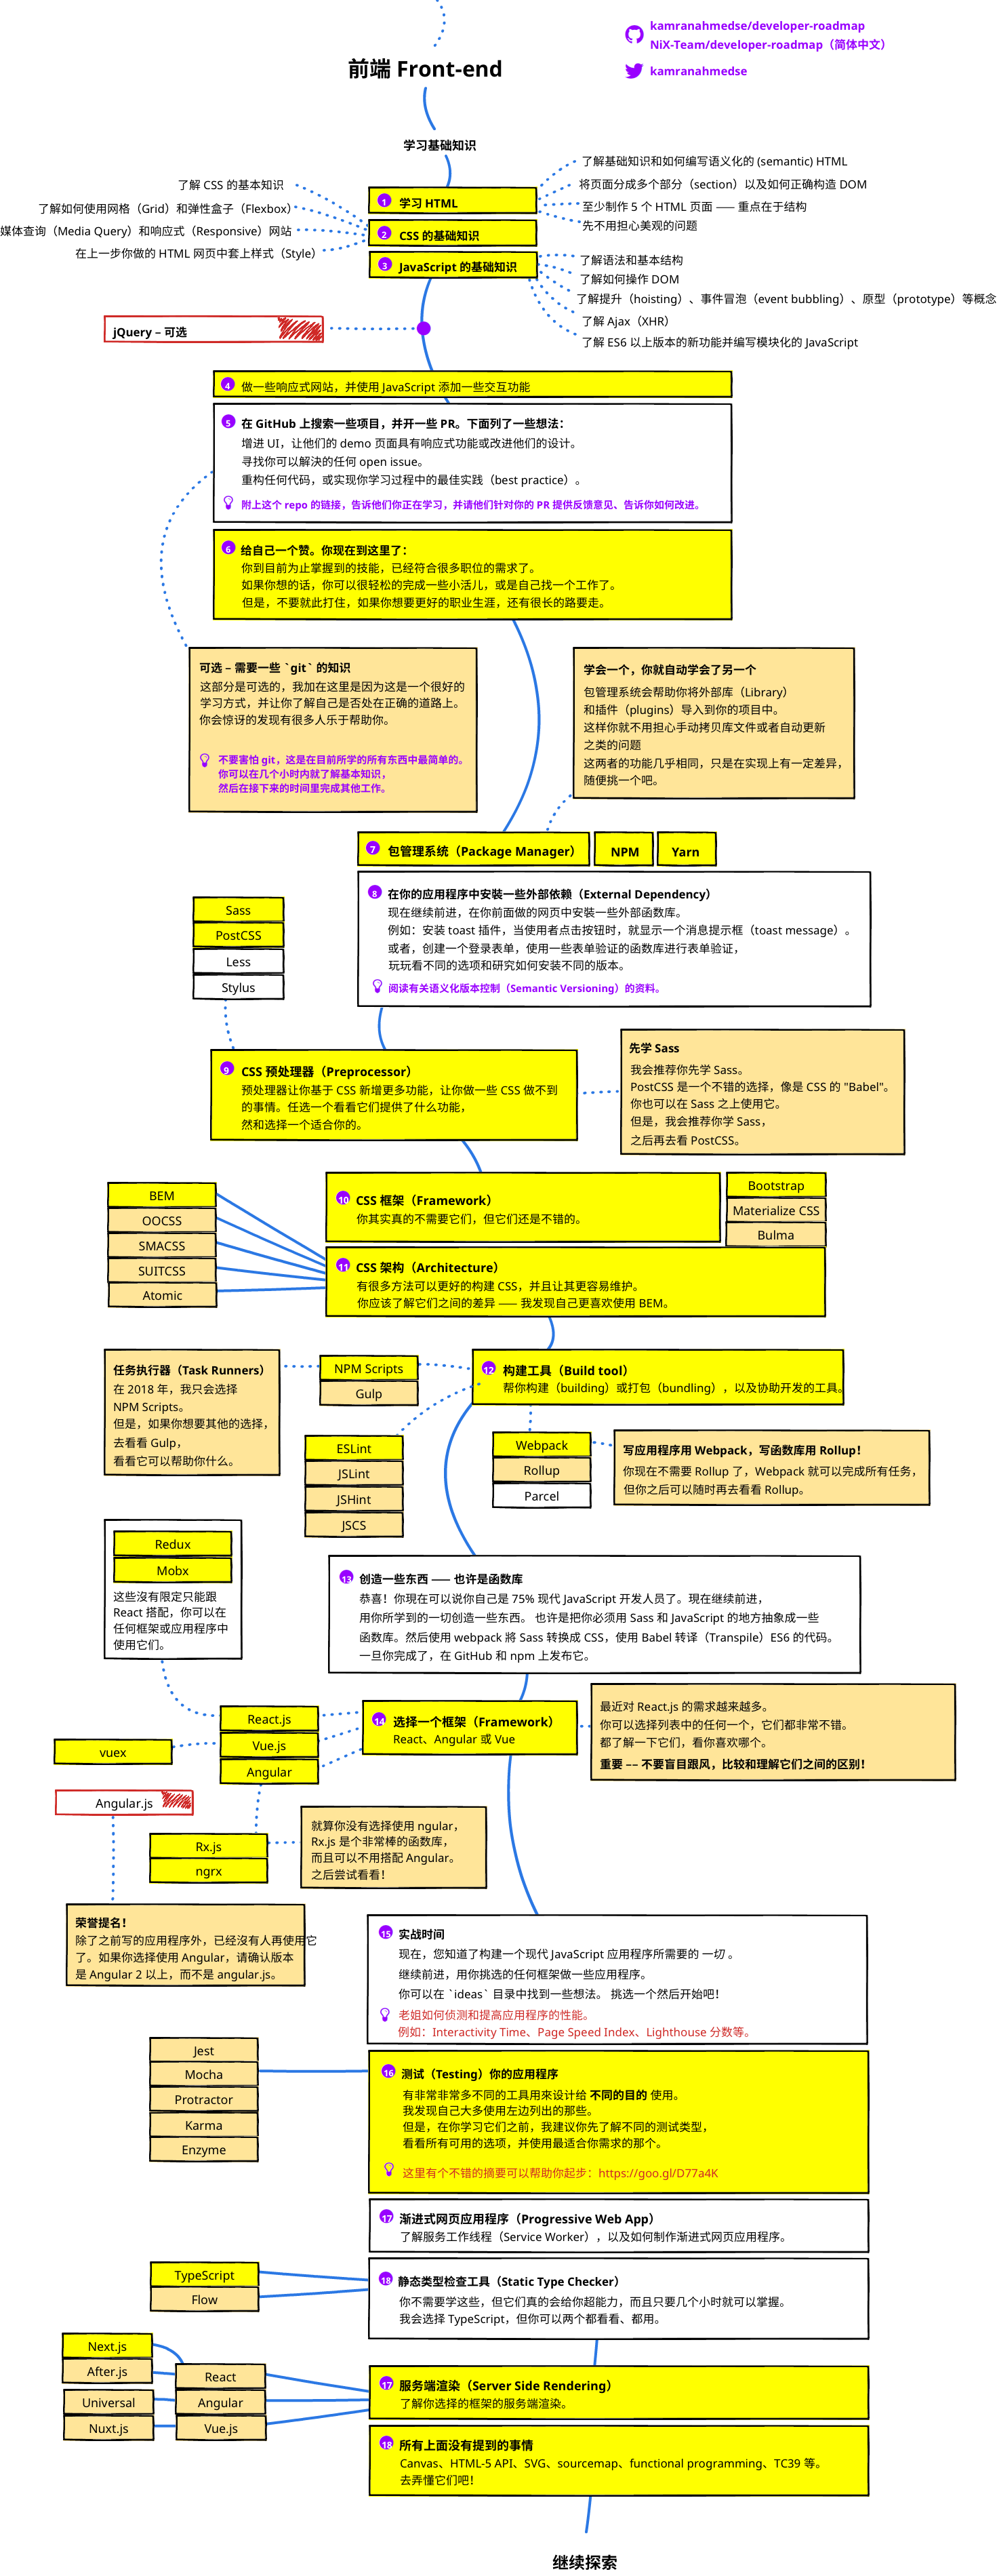 kamranahmedse/developer-roadmap
NiX-Team/developer-roadmap（简体中文）
kamranahmedse
前端 Front-end
学习基础知识
1 学习 HTML
了解基础知识和如何编写语义化的 (semantic) HTML
将页面分成多个部分（section）以及如何正确构造 DOM
至少制作 5 个 HTML 页面 —— 重点在于结构
先不用担心美观的问题
2 CSS 的基础知识
了解 CSS 的基本知识
了解如何使用网格（Grid）和弹性盒子（Flexbox）
媒体查询（Media Query）和响应式（Responsive）网站
在上一步你做的 HTML 网页中套上样式（Style）
3 JavaScript 的基础知识
了解语法和基本结构
了解如何操作 DOM
了解提升（hoisting）、事件冒泡（event bubbling）、原型（prototype）等概念
了解 Ajax（XHR）
了解 ES6 以上版本的新功能并编写模块化的 JavaScript
jQuery – 可选
4 做一些响应式网站，并使用 JavaScript 添加一些交互功能
5 在 GitHub 上搜索一些项目，并开一些 PR。下面列了一些想法：
增进 UI，让他们的 demo 页面具有响应式功能或改进他们的设计。
寻找你可以解決的任何 open issue。
重构任何代码，或实现你学习过程中的最佳实践（best practice）。
附上这个 repo 的链接，告诉他们你正在学习，并请他们针对你的 PR 提供反馈意见、告诉你如何改进。
6 给自己一个赞。你现在到这里了：
你到目前为止掌握到的技能，已经符合很多职位的需求了。
如果你想的话，你可以很轻松的完成一些小活儿，或是自己找一个工作了。
但是，不要就此打住，如果你想要更好的职业生涯，还有很长的路要走。
可选 – 需要一些 `git` 的知识
这部分是可选的，我加在这里是因为这是一个很好的
学习方式，并让你了解自己是否处在正确的道路上。
你会惊讶的发现有很多人乐于帮助你。
不要害怕 git，这是在目前所学的所有东西中最简单的。
你可以在几个小时内就了解基本知识，
然后在接下来的时间里完成其他工作。
学会一个，你就自动学会了另一个
包管理系统会帮助你将外部库（Library）
和插件（plugins）导入到你的项目中。
这样你就不用担心手动拷贝库文件或者自动更新
之类的问题
这两者的功能几乎相同，只是在实现上有一定差异，
随便挑一个吧。
7 包管理系统（Package Manager）
NPM
Yarn
8 在你的应用程序中安装一些外部依赖（External Dependency）
现在继续前进，在你前面做的网页中安装一些外部函数库。
例如：安装 toast 插件，当使用者点击按钮时，就显示一个消息提示框（toast message）。
或者，创建一个登录表单，使用一些表单验证的函数库进行表单验证，
玩玩看不同的选项和研究如何安装不同的版本。
阅读有关语义化版本控制（Semantic Versioning）的资料。
Sass
PostCSS
Less
Stylus
9 CSS 预处理器（Preprocessor）
预处理器让你基于 CSS 新增更多功能，让你做一些 CSS 做不到
的事情。任选一个看看它们提供了什么功能，
然和选择一个适合你的。
先学 Sass
我会推荐你先学 Sass。
PostCSS 是一个不错的选择，像是 CSS 的 "Babel"。
你也可以在 Sass 之上使用它。
但是，我会推荐你学 Sass，
之后再去看 PostCSS。
10 CSS 框架（Framework）
你其实真的不需要它们，但它们还是不错的。
Bootstrap
Materialize CSS
Bulma
BEM
OOCSS
SMACSS
SUITCSS
Atomic
11 CSS 架构（Architecture）
有很多方法可以更好的构建 CSS，并且让其更容易维护。
你应该了解它们之间的差异 —— 我发现自己更喜欢使用 BEM。
任务执行器（Task Runners）
在 2018 年，我只会选择
NPM Scripts。
但是，如果你想要其他的选择，
去看看 Gulp，
看看它可以帮助你什么。
NPM Scripts
Gulp
12 构建工具（Build tool）
帮你构建（building）或打包（bundling），以及协助开发的工具。
ESLint
JSLint
JSHint
JSCS
Webpack
Rollup
Parcel
写应用程序用 Webpack，写函数库用 Rollup！
你现在不需要 Rollup 了，Webpack 就可以完成所有任务，
但你之后可以随时再去看看 Rollup。
Redux
Mobx
这些沒有限定只能跟
React 搭配，你可以在
任何框架或应用程序中
使用它们。
13 创造一些东西 —— 也许是函数库
恭喜！你現在可以说你自己是 75% 现代 JavaScript 开发人员了。現在继续前进，
用你所学到的一切创造一些东西。 也许是把你必须用 Sass 和 JavaScript 的地方抽象成一些
函数库。然后使用 webpack 將 Sass 转换成 CSS，使用 Babel 转译（Transpile）ES6 的代码。
一旦你完成了，在 GitHub 和 npm 上发布它。
React.js
Vue.js
Angular
vuex
14 选择一个框架（Framework）
React、Angular 或 Vue
最近对 React.js 的需求越来越多。
你可以选择列表中的任何一个，它们都非常不错。
都了解一下它们，看你喜欢哪个。
重要 –– 不要盲目跟风，比较和理解它们之间的区别！
Angular.js
Rx.js
ngrx
就算你没有选择使用 ngular，
Rx.js 是个非常棒的函数库，
而且可以不用搭配 Angular。
之后尝试看看！
荣誉提名！
除了之前写的应用程序外，已经沒有人再使用它
了。如果你选择使用 Angular，请确认版本
是 Angular 2 以上，而不是 angular.js。
15 实战时间
现在，您知道了构建一个现代 JavaScript 应用程序所需要的 一切 。
继续前进，用你挑选的任何框架做一些应用程序。
你可以在 `ideas` 目录中找到一些想法。 挑选一个然后开始吧！
老姐如何侦测和提高应用程序的性能。
例如：Interactivity Time、Page Speed Index、Lighthouse 分数等。
Jest
Mocha
Protractor
Karma
Enzyme
16 测试（Testing）你的应用程序
有非常非常多不同的工具用来设计给 不同的目的 使用。
我发现自己大多使用左边列出的那些。
但是，在你学习它们之前，我建议你先了解不同的测试类型，
看看所有可用的选项，并使用最适合你需求的那个。
这里有个不错的摘要可以帮助你起步：https://goo.gl/D77a4K
17 渐进式网页应用程序（Progressive Web App）
了解服务工作线程（Service Worker），以及如何制作渐进式网页应用程序。
TypeScript
Flow
18 静态类型检查工具（Static Type Checker）
你不需要学这些，但它们真的会给你超能力，而且只要几个小时就可以掌握。
我会选择 TypeScript，但你可以两个都看看、都用。
Next.js
After.js
Universal
Nuxt.js
React
Angular
Vue.js
17 服务端渲染（Server Side Rendering）
了解你选择的框架的服务端渲染。
18 所有上面没有提到的事情
Canvas、HTML-5 API、SVG、sourcemap、functional programming、TC39 等。
去弄懂它们吧！
继续探索